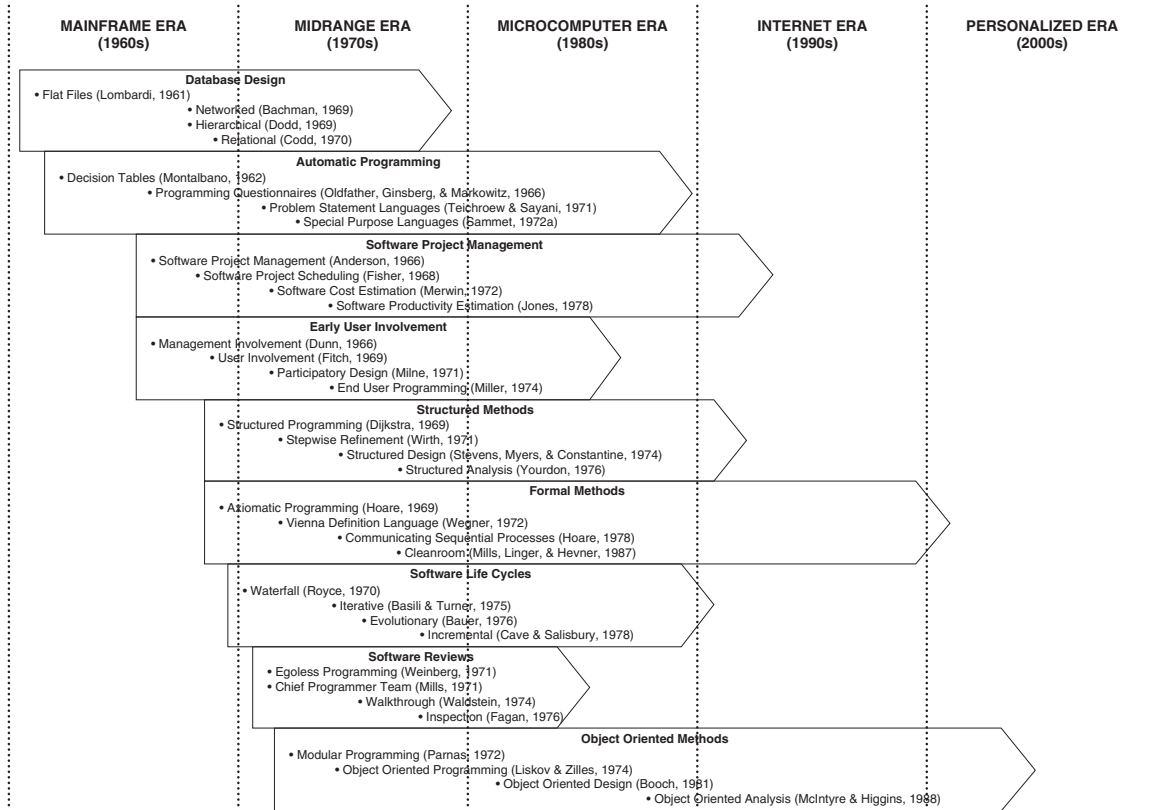 MAINFRAME ERA
(1960s)
MIDRANGE ERA
(1970s)
MICROCOMPUTER ERA
(1980s)
INTERNET ERA
(1990s)
PERSONALIZED ERA
(2000s)
Database Design
• Flat Files (Lombardi, 1961)
• Networked (Bachman, 1969)
• Hierarchical (Dodd, 1969)
• Relational (Codd, 1970)
Automatic Programming
• Decision Tables (Montalbano, 1962)
• Programming Questionnaires (Oldfather, Ginsberg, & Markowitz, 1966)
• Problem Statement Languages (Teichroew & Sayani, 1971)
• Special Purpose Languages (Sammet, 1972a)
Software Project Management
• Software Project Management (Anderson, 1966)
• Software Project Scheduling (Fisher, 1968)
• Software Cost Estimation (Merwin, 1972)
• Software Productivity Estimation (Jones, 1978)
Early User Involvement
• Management Involvement (Dunn, 1966)
• User Involvement (Fitch, 1969)
• Participatory Design (Milne, 1971)
• End User Programming (Miller, 1974)
Structured Methods
• Structured Programming (Dijkstra, 1969)
• Stepwise Refinement (Wirth, 1971)
• Structured Design (Stevens, Myers, & Constantine, 1974)
• Structured Analysis (Yourdon, 1976)
Formal Methods
• Axiomatic Programming (Hoare, 1969)
• Vienna Definition Language (Wegner, 1972)
• Communicating Sequential Processes (Hoare, 1978)
• Cleanroom (Mills, Linger, & Hevner, 1987)
Software Life Cycles
• Waterfall (Royce, 1970)
• Iterative (Basili & Turner, 1975)
• Evolutionary (Bauer, 1976)
• Incremental (Cave & Salisbury, 1978)
Software Reviews
• Egoless Programming (Weinberg, 1971)
• Chief Programmer Team (Mills, 1971)
• Walkthrough (Waldstein, 1974)
• Inspection (Fagan, 1976)
Object Oriented Methods
• Modular Programming (Parnas, 1972)
• Object Oriented Programming (Liskov & Zilles, 1974)
• Object Oriented Design (Booch, 1981)
• Object Oriented Analysis (McIntyre & Higgins, 1988)